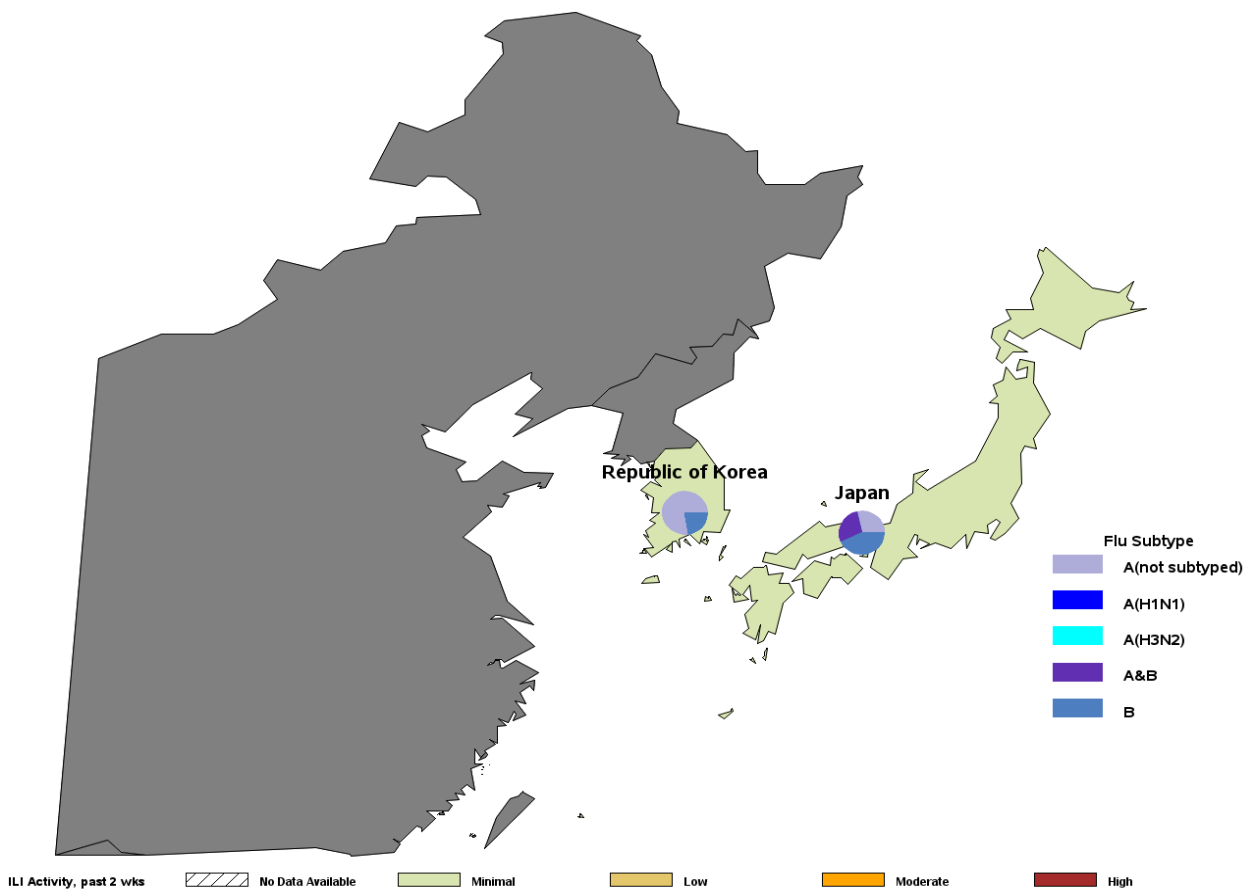 Republic of Korea
Japan
Flu Subtype
A(not subtyped)
A(H1N1)
A(H3N2)
A&B
B
ILI Activity, past 2 wks No Data Available Minimal Low Moderate High